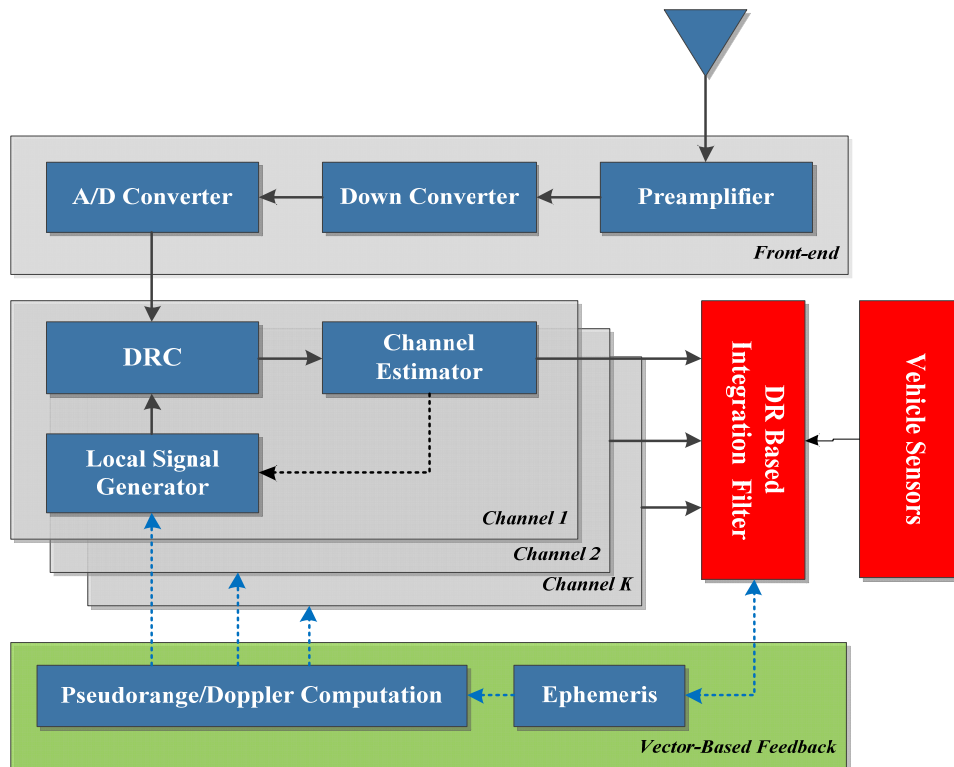 A/D Converter
Down Converter
Preamplifier
Front-end
DRC
Channel
Estimator
Local Signal
Generator
Channel 1
Channel 2
Channel K
DR Based
Integration Filter
Vehicle Sensors
Pseudorange/Doppler Computation
Ephemeris
Vector-Based Feedback